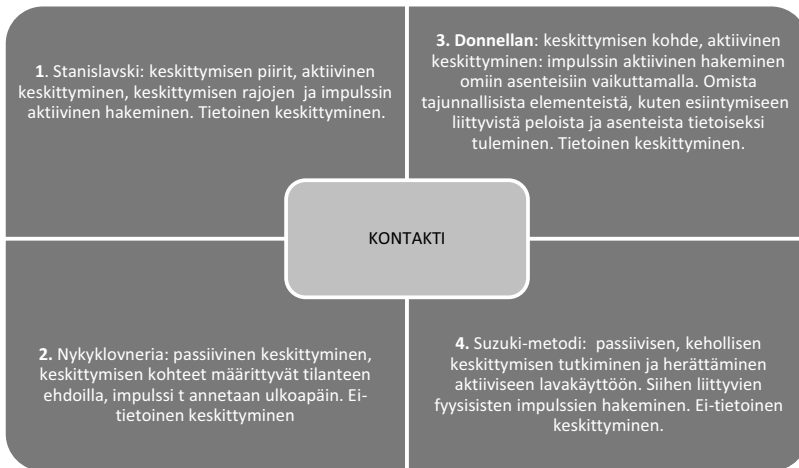 1. Stanislavski: keskittymisen piirit, aktiivinen
keskittyminen, keskittymisen rajojen ja impulssin
aktiivinen hakeminen. Tietoinen keskittyminen.
3. Donnellan: keskittymisen kohde, aktiivinen
keskittyminen: impulssin aktiivinen hakeminen
omiin asenteisiin vaikuttamalla. Omista
tajunnallisista elementeistä, kuten esiintymiseen
liittyvistä peloista ja asenteista tietoiseksi
tuleminen. Tietoinen keskittyminen.
KONTAKTI
2. Nykyklovneria: passiivinen keskittyminen,
keskittymisen kohteet määrittyvät tilanteen
ehdoilla, impulssi t annetaan ulkoapäin. Ei-
tietoinen keskittyminen
4. Suzuki-metodi: passiivisen, kehollisen
keskittymisen tutkiminen ja herättäminen
aktiiviseen lavakäyttöön. Siihen liittyvien
fyysisisten impulssien hakeminen. Ei-tietoinen
keskittyminen.